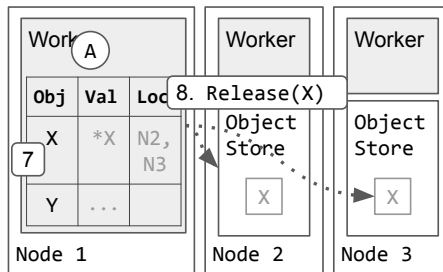 Work
A
Worker
Worker
Obj Val Loc
8. Release(X)
X *X N2,
N3
7
Y ...
Object
Store
X
Object
Store
X
Node 1
Node 2
Node 3